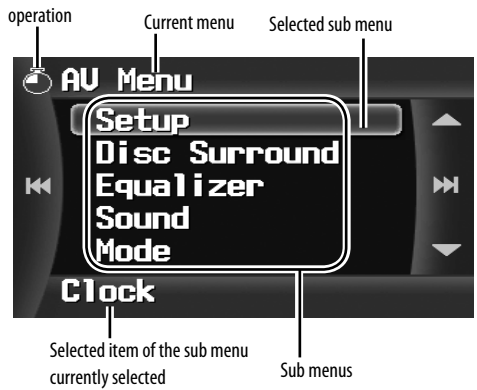 operation
Current menu
Selected sub menu
AV Menu
Setup
Disc Surround
Equalizer
Sound
Mode
Clock
Selected item of the sub menu
currently selected
Sub menus